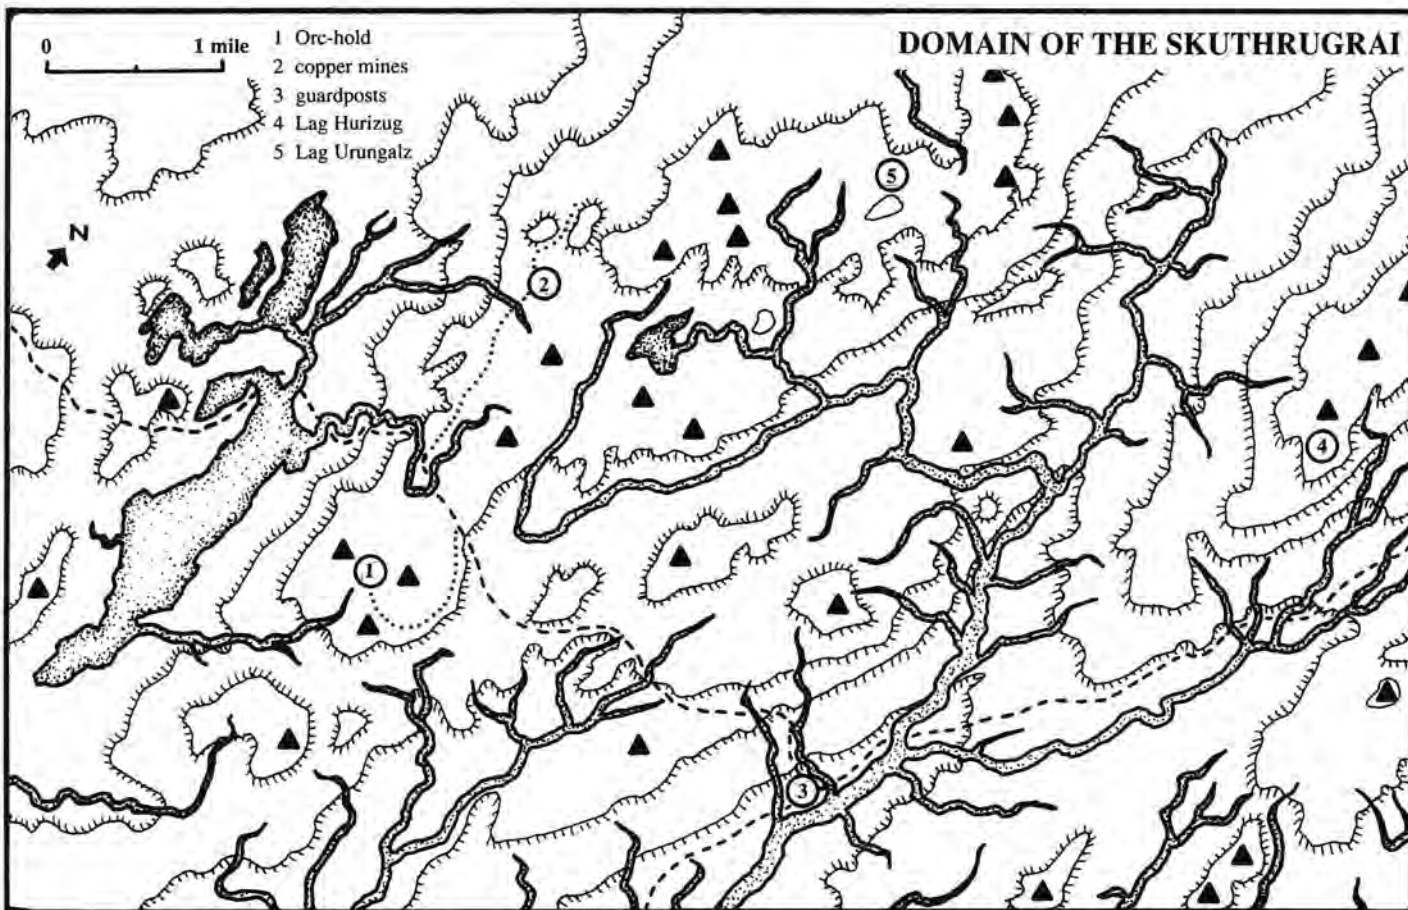 DOMAIN OF THE SKUTHRUGRAI
0 1 mile
1 Orc-hold
2 copper mines
3 guardposts
4 Lag Hurizug
5 Lag Urungalz
N
5
2
4
1
3